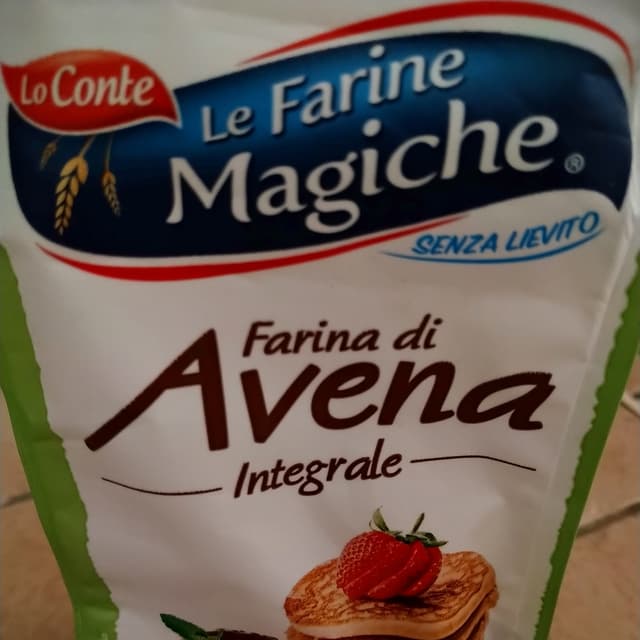 Lo Conte
Le Farine
Magiche®
SENZA LIEVITO
Farina di
Avena
Integrale